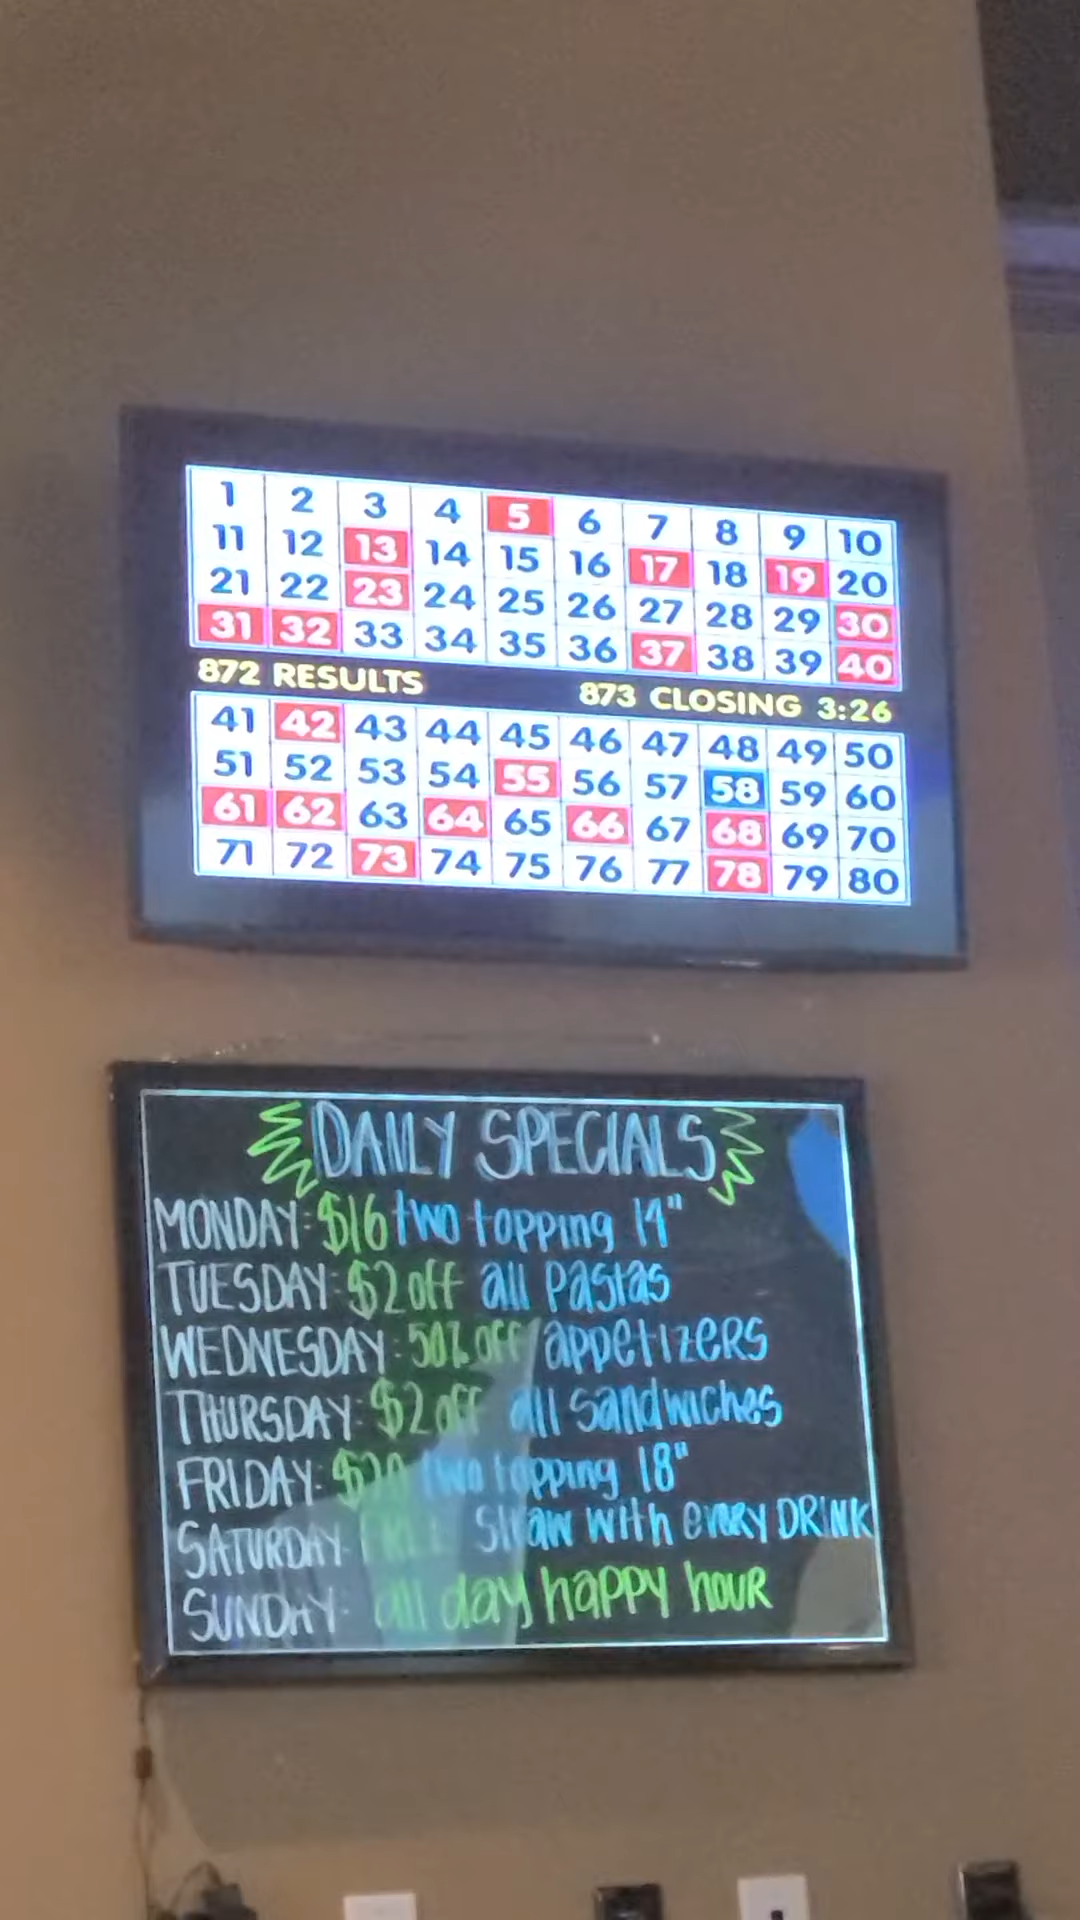 1 2 3 4 5 6 7 8 9 10
11 12 13 14 15 16 17 18 19 20
21 22 23 24 25 26 27 28 29 30
31 32 33 34 35 36 37 38 39 40
872 RESULTS 873 CLOSING 3:26
41 42 43 44 45 46 47 48 49 50
51 52 53 54 55 56 57 58 59 60
61 62 63 64 65 66 67 68 69 70
71 72 73 74 75 76 77 78 79 80
DAILY SPECIALS
MONDAY: $16 two topping 14"
TUESDAY: $2 off all pastas
WEDNESDAY: 50% off appetizers
THURSDAY: $2 off all sandwiches
FRIDAY: two topping 18"
SATURDAY: straw with every DRINK
SUNDAY: all day happy hour